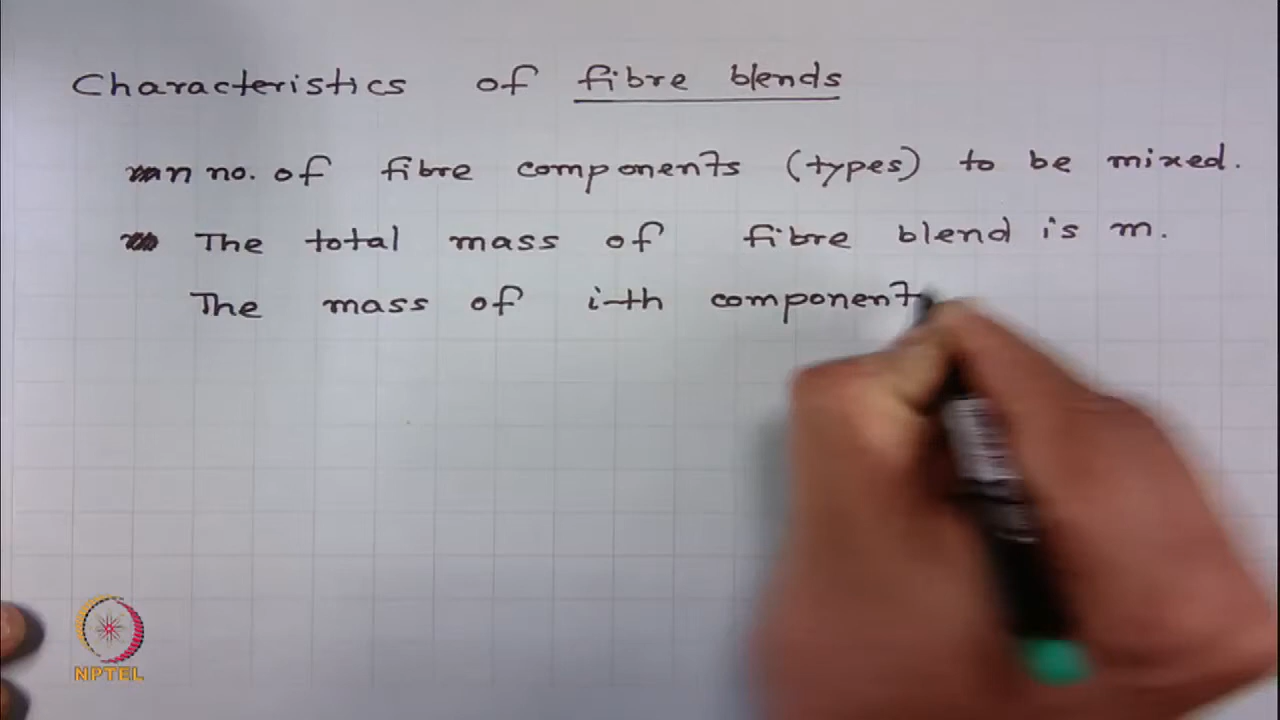 Characteristics of fibre blends
n no. of fibre components (types) to be mixed.
The total mass of fibre blend is m.
The mass of i-th component
NPTEL